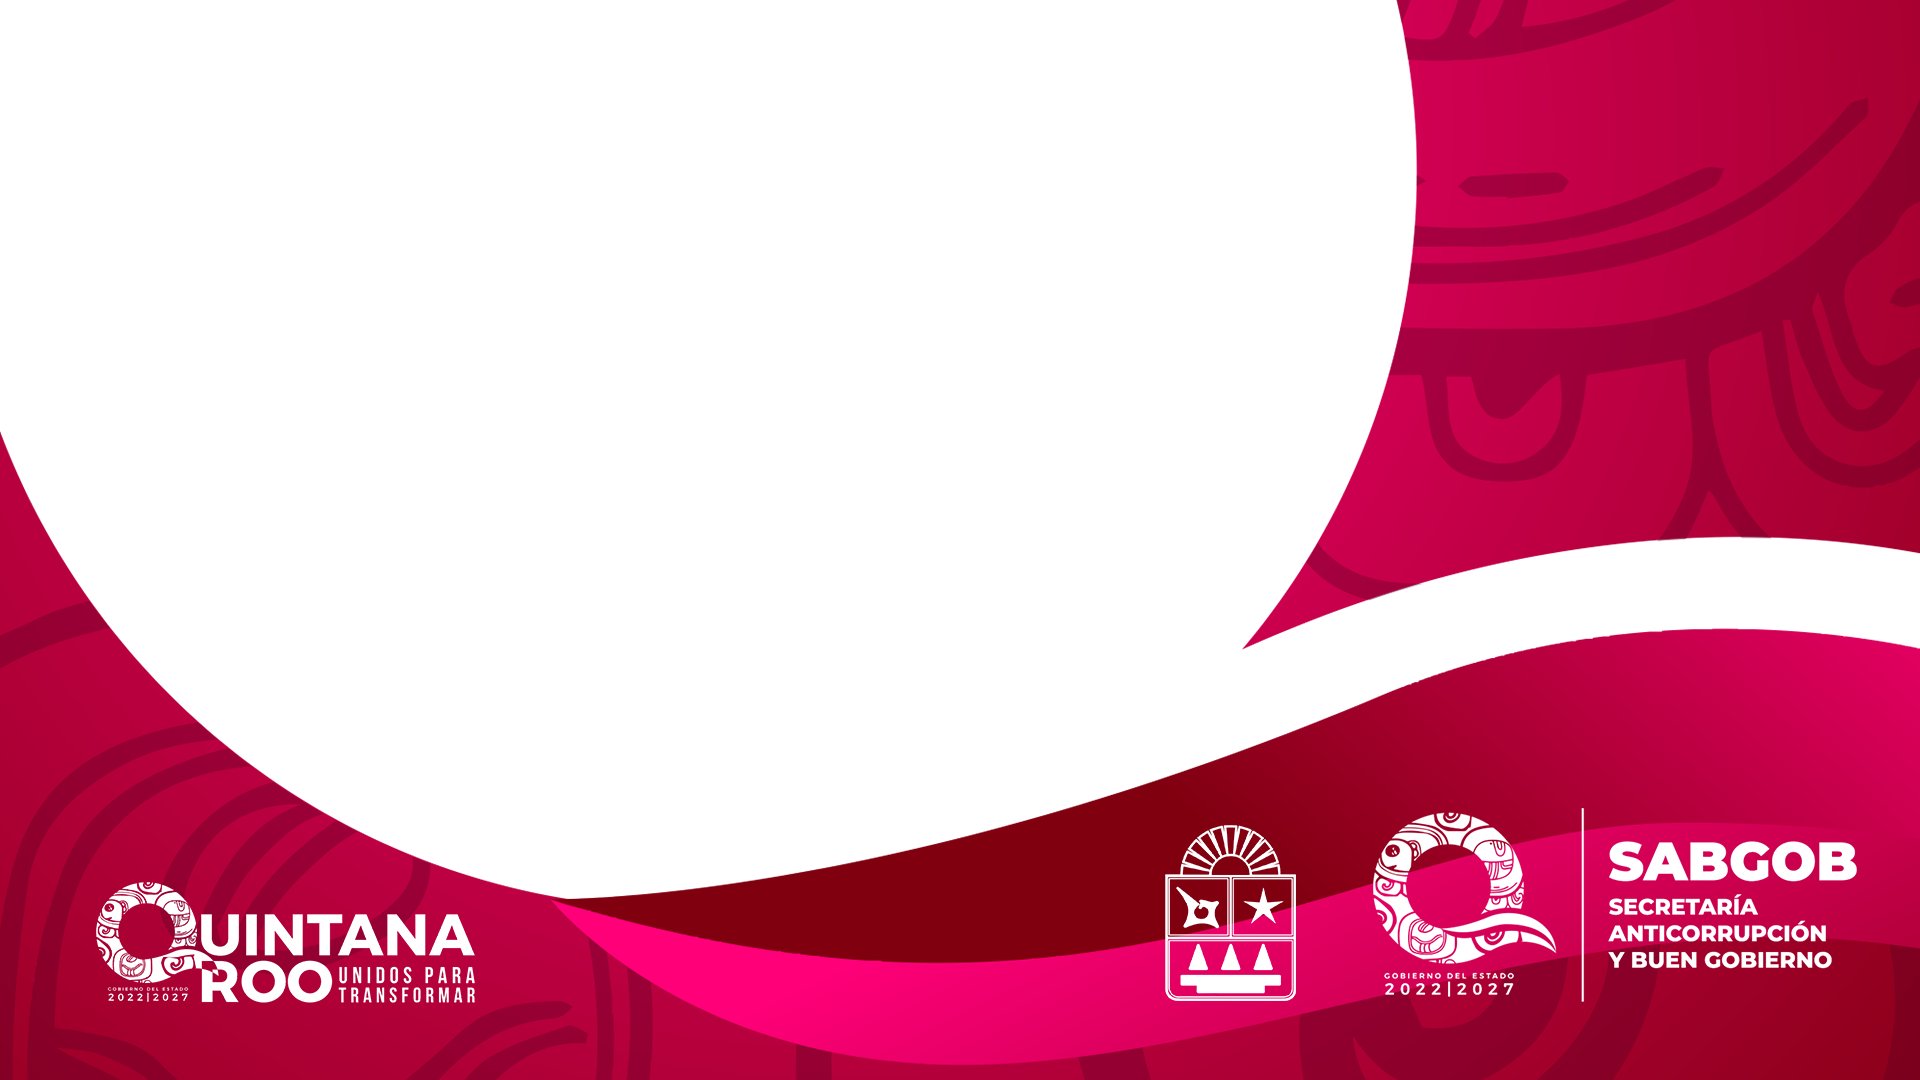 QUINTANA
ROO
UNIDOS PARA
TRANSFORMAR
GOBIERNO DEL ESTADO
2022|2027
GOBIERNO DEL ESTADO
2022|2027
SABGOB
SECRETARÍA
ANTICORRUPCIÓN
Y BUEN GOBIERNO